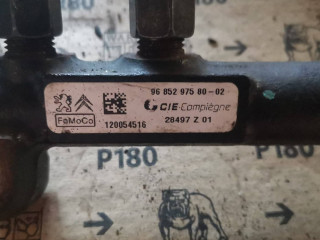 96 852 975 80-02
CIE Compiègne
FoMoCo
120054516
28497 Z 01
P180
P180